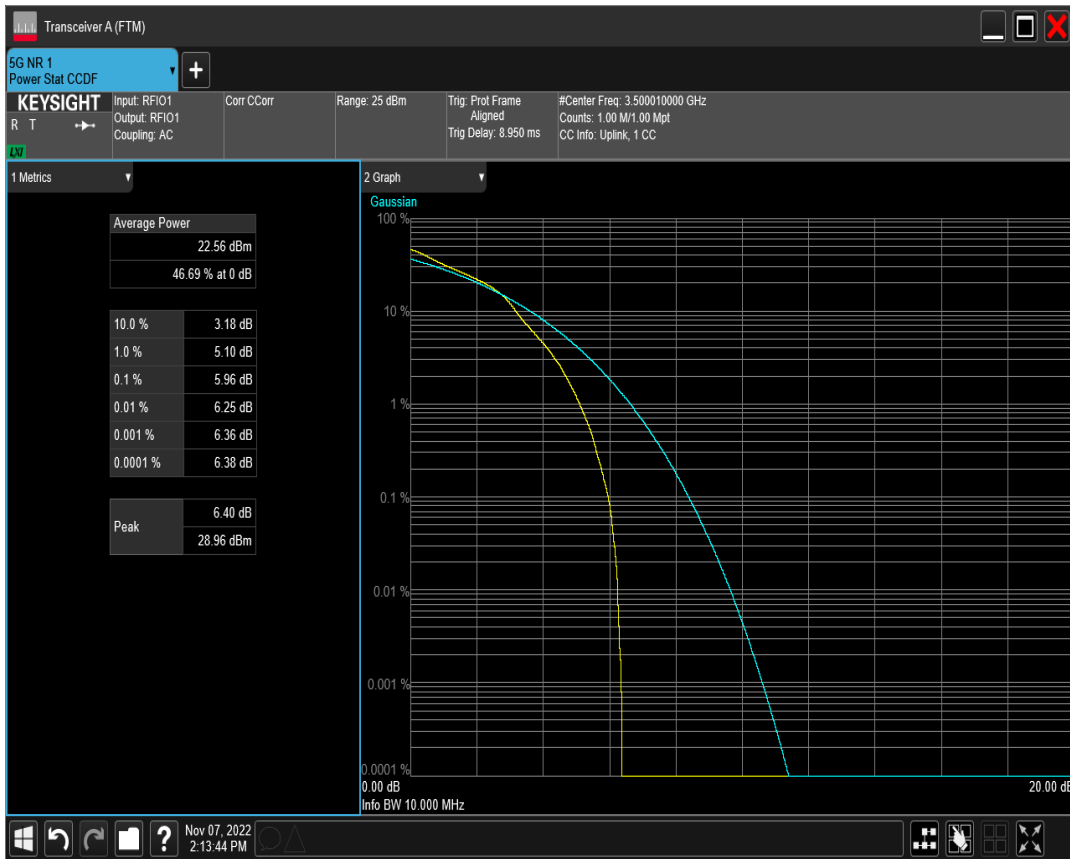 Transceiver A (FTM)
5G NR 1
Power Stat CCDF
+
KEYSIGHT
R T
LXI
Input: RFIO1
Output: RFIO1
Coupling: AC
Corr CCorr
Range: 25 dBm
Trig: Prot Frame
Aligned
Trig Delay: 8.950 ms
#Center Freq: 3.500010000 GHz
Counts: 1.00 M/1.00 Mpt
CC Info: Uplink, 1 CC
1 Metrics
Average Power
22.56 dBm
46.69 % at 0 dB
10.0 % 3.18 dB
1.0 % 5.10 dB
0.1 % 5.96 dB
0.01 % 6.25 dB
0.001 % 6.36 dB
0.0001 % 6.38 dB
Peak
6.40 dB
28.96 dBm
2 Graph
Gaussian
100 %
10 %
1 %
0.1 %
0.01 %
0.001 %
0.0001 %
0.00 dB
20.00 dB
Info BW 10.000 MHz
?
Nov 07, 2022
2:13:44 PM